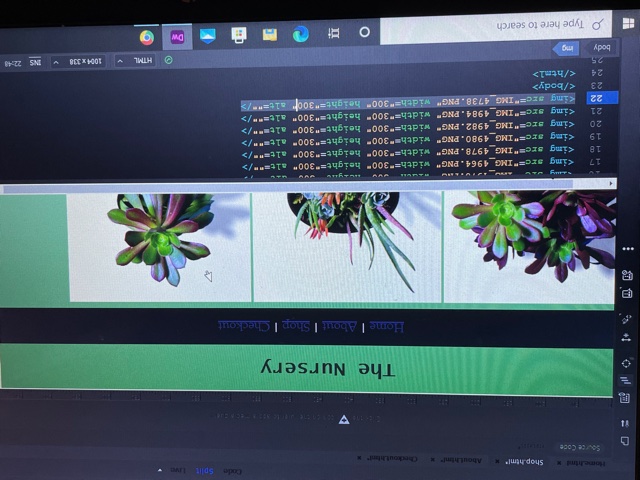 Code Split Live
Home.html × Shop.html* × About.html* × Checkout.html* ×
Source Code
The Nursery
Home | About | Shop | Checkout
17 <img src="IMG_4964.PNG" width="300" height="300" alt=""/>
18 <img src="IMG_4978.PNG" width="300" height="300" alt=""/>
19 <img src="IMG_4980.PNG" width="300" height="300" alt=""/>
20 <img src="IMG_4982.PNG" width="300" height="300" alt=""/>
21 <img src="IMG_4984.PNG" width="300" height="300" alt=""/>
22 <img src="IMG_4738.PNG" width="300" height="300" alt=""/>
23 </body>
24 </html>
25
body img HTML 1004 x 338 INS 22:48
Type here to search Dw